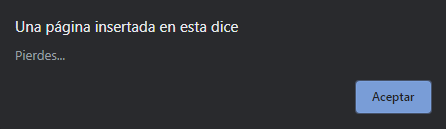 Una página insertada en esta dice
Pierdes...
Aceptar